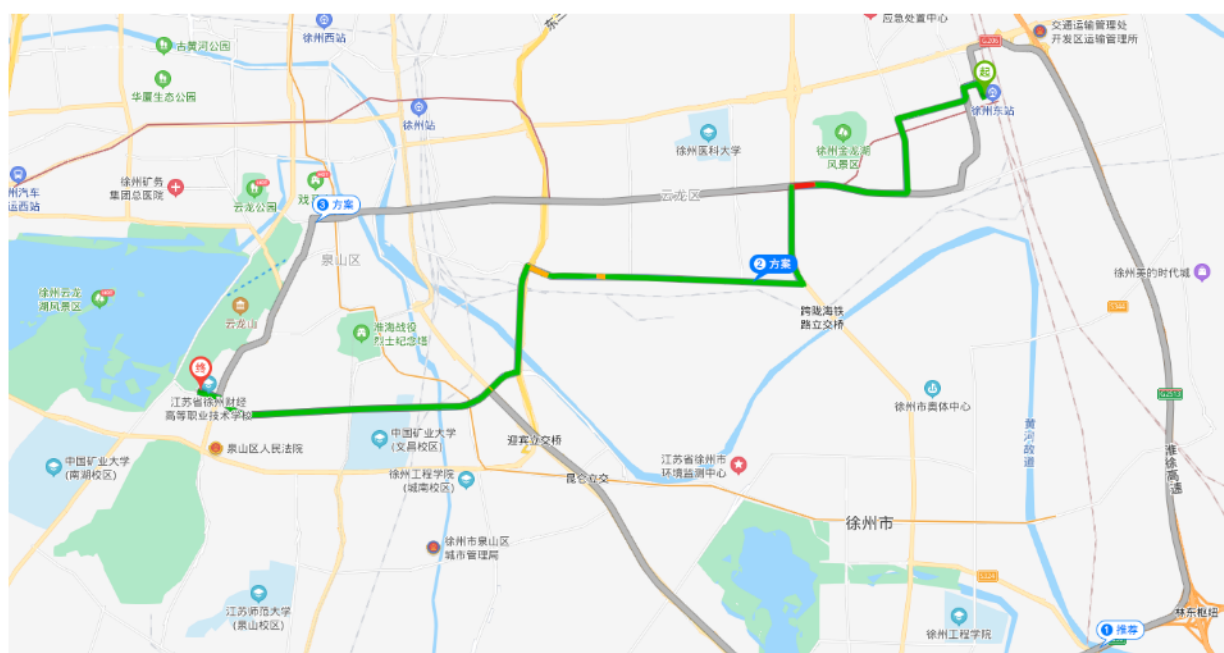 应急处置中心
交通运输管理处
开发区运输管理所
徐州西站
古黄河公园
东三
G206
起
华厦生态公园
徐州站
徐州东站
徐州医科大学
徐州金龙湖
风景区
州汽车
运西站
徐州矿务
集团总医院
云龙公园
云龙区
3 方案
泉山区
2 方案
徐州美的时代城
徐州云龙
湖风景区
云龙山
淮海战役
烈士纪念塔
跨陇海铁
路立交桥
终
江苏省徐州财经
高等职业技术学校
徐州市奥体中心
黄河故道
淮徐高速
泉山区人民法院
中国矿业大学
(文昌校区)
迎宾立交桥
中国矿业大学
(南湖校区)
徐州工程学院
(城南校区)
昆仑立交
江苏省徐州市
环境监测中心
徐州市
徐州市泉山区
城市管理局
江苏师范大学
(泉山校区)
徐州工程学院
林东枢纽
1 推荐